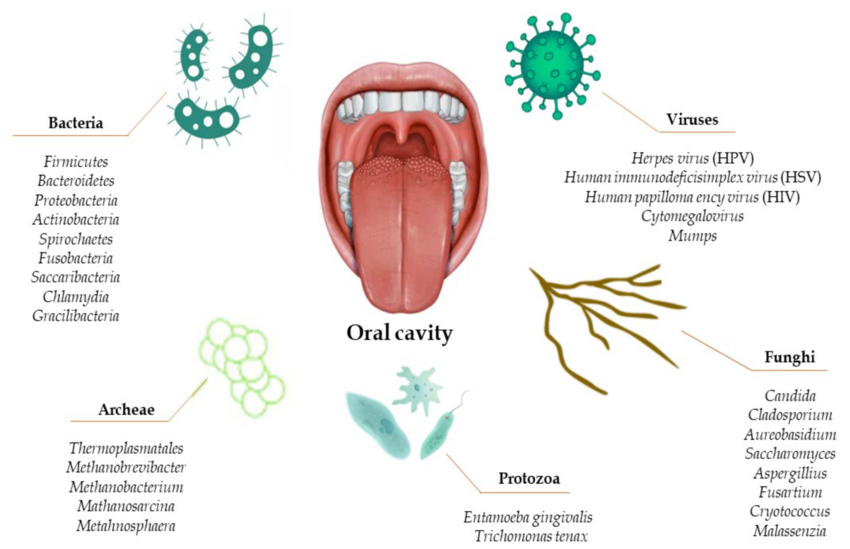 Bacteria
Firmicutes
Bacteroidetes
Proteobacteria
Actinobacteria
Spirochaetes
Fusobacteria
Saccaribacteria
Chlamydia
Gracilibacteria
Viruses
Herpes virus (HPV)
Human immunodeficisimplex virus (HSV)
Human papilloma ency virus (HIV)
Cytomegalovirus
Mumps
Oral cavity
Archeae
Thermoplasmatales
Methanobrevibacter
Methanobacterium
Mathanosarcina
Metahnosphaera
Protozoa
Entamoeba gingivalis
Trichomonas tenax
Funghi
Candida
Cladosporium
Aureobasidium
Saccharomyces
Aspergillius
Fusartium
Cryotococcus
Malassenzia